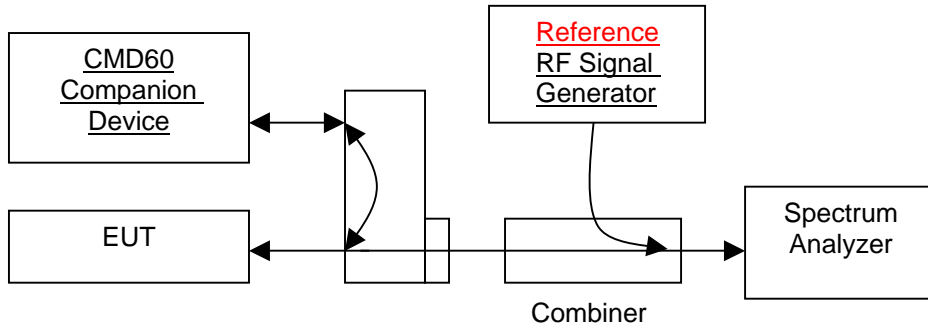 CMD60
Companion
Device
Reference
RF Signal
Generator
EUT
Spectrum
Analyzer
Combiner